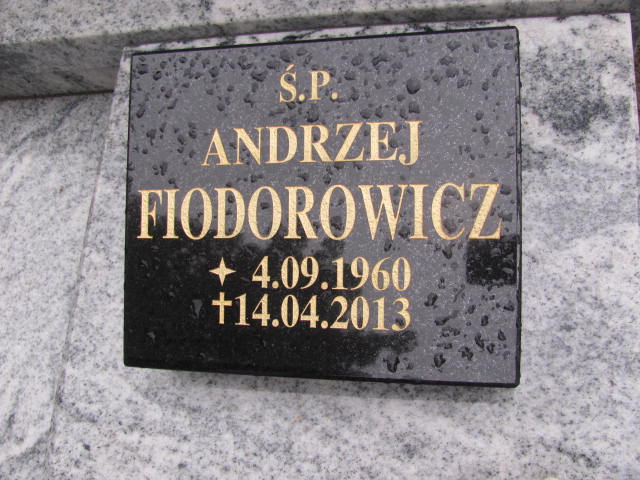 Ś.P.
ANDRZEJ
FIODOROWICZ
✦ 4.09.1960
✝14.04.2013